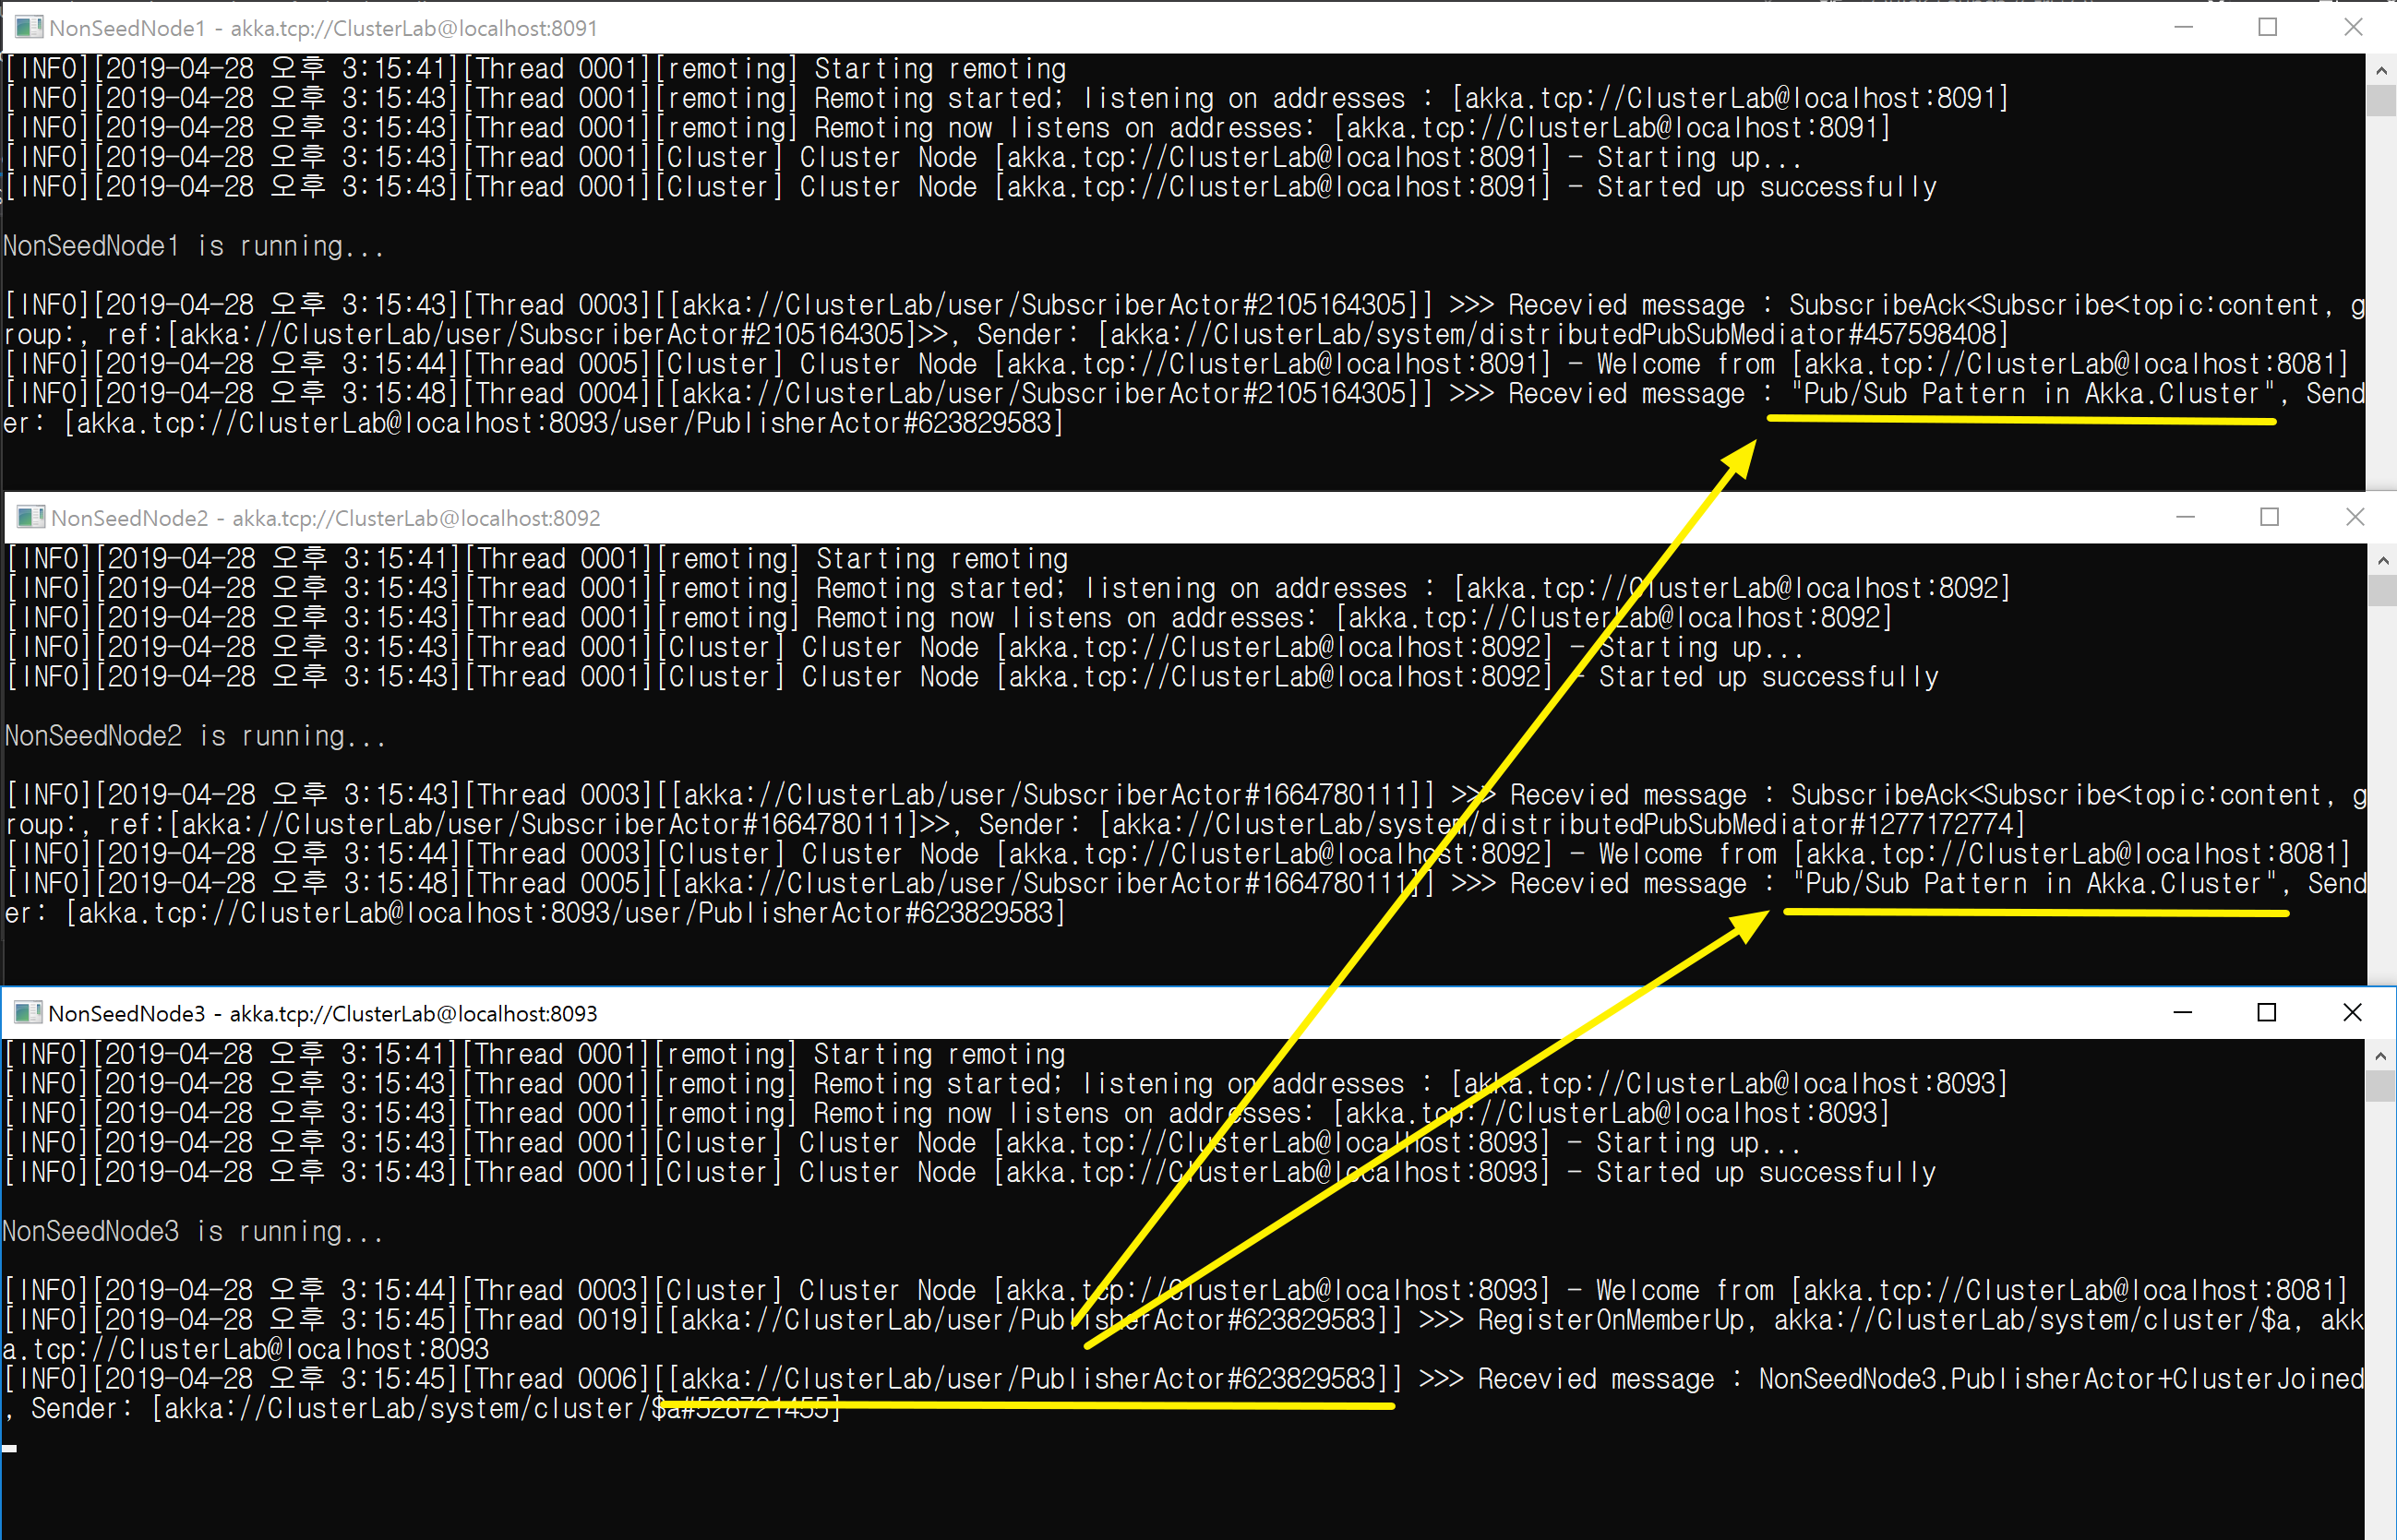 NonSeedNode1 - akka.tcp://ClusterLab@localhost:8091
[INFO][2019-04-28 오후 3:15:41][Thread 0001][remoting] Starting remoting
[INFO][2019-04-28 오후 3:15:43][Thread 0001][remoting] Remoting started; listening on addresses : [akka.tcp://ClusterLab@localhost:8091]
[INFO][2019-04-28 오후 3:15:43][Thread 0001][remoting] Remoting now listens on addresses: [akka.tcp://ClusterLab@localhost:8091]
[INFO][2019-04-28 오후 3:15:43][Thread 0001][Cluster] Cluster Node [akka.tcp://ClusterLab@localhost:8091] - Starting up...
[INFO][2019-04-28 오후 3:15:43][Thread 0001][Cluster] Cluster Node [akka.tcp://ClusterLab@localhost:8091] - Started up successfully
NonSeedNode1 is running...
[INFO][2019-04-28 오후 3:15:43][Thread 0003][[akka://ClusterLab/user/SubscriberActor#2105164305]] >>> Recevied message : SubscribeAck<Subscribe<topic:content, g
roup:, ref:[akka://ClusterLab/user/SubscriberActor#2105164305]>>, Sender: [akka://ClusterLab/system/distributedPubSubMediator#457598408]
[INFO][2019-04-28 오후 3:15:44][Thread 0005][Cluster] Cluster Node [akka.tcp://ClusterLab@localhost:8091] - Welcome from [akka.tcp://ClusterLab@localhost:8081]
[INFO][2019-04-28 오후 3:15:48][Thread 0004][[akka://ClusterLab/user/SubscriberActor#2105164305]] >>> Recevied message : "Pub/Sub Pattern in Akka.Cluster", Send
er: [akka.tcp://ClusterLab@localhost:8093/user/PublisherActor#623829583]
NonSeedNode2 - akka.tcp://ClusterLab@localhost:8092
[INFO][2019-04-28 오후 3:15:41][Thread 0001][remoting] Starting remoting
[INFO][2019-04-28 오후 3:15:43][Thread 0001][remoting] Remoting started; listening on addresses : [akka.tcp://ClusterLab@localhost:8092]
[INFO][2019-04-28 오후 3:15:43][Thread 0001][remoting] Remoting now listens on addresses: [akka.tcp://ClusterLab@localhost:8092]
[INFO][2019-04-28 오후 3:15:43][Thread 0001][Cluster] Cluster Node [akka.tcp://ClusterLab@localhost:8092] - Starting up...
[INFO][2019-04-28 오후 3:15:43][Thread 0001][Cluster] Cluster Node [akka.tcp://ClusterLab@localhost:8092] - Started up successfully
NonSeedNode2 is running...
[INFO][2019-04-28 오후 3:15:43][Thread 0003][[akka://ClusterLab/user/SubscriberActor#1664780111]] >>> Recevied message : SubscribeAck<Subscribe<topic:content, g
roup:, ref:[akka://ClusterLab/user/SubscriberActor#1664780111]>>, Sender: [akka://ClusterLab/system/distributedPubSubMediator#1277172774]
[INFO][2019-04-28 오후 3:15:44][Thread 0003][Cluster] Cluster Node [akka.tcp://ClusterLab@localhost:8092] - Welcome from [akka.tcp://ClusterLab@localhost:8081]
[INFO][2019-04-28 오후 3:15:48][Thread 0005][[akka://ClusterLab/user/SubscriberActor#1664780111]] >>> Recevied message : "Pub/Sub Pattern in Akka.Cluster", Send
er: [akka.tcp://ClusterLab@localhost:8093/user/PublisherActor#623829583]
NonSeedNode3 - akka.tcp://ClusterLab@localhost:8093
[INFO][2019-04-28 오후 3:15:41][Thread 0001][remoting] Starting remoting
[INFO][2019-04-28 오후 3:15:43][Thread 0001][remoting] Remoting started; listening on addresses : [akka.tcp://ClusterLab@localhost:8093]
[INFO][2019-04-28 오후 3:15:43][Thread 0001][remoting] Remoting now listens on addresses: [akka.tcp://ClusterLab@localhost:8093]
[INFO][2019-04-28 오후 3:15:43][Thread 0001][Cluster] Cluster Node [akka.tcp://ClusterLab@localhost:8093] - Starting up...
[INFO][2019-04-28 오후 3:15:43][Thread 0001][Cluster] Cluster Node [akka.tcp://ClusterLab@localhost:8093] - Started up successfully
NonSeedNode3 is running...
[INFO][2019-04-28 오후 3:15:44][Thread 0003][Cluster] Cluster Node [akka.tcp://ClusterLab@localhost:8093] - Welcome from [akka.tcp://ClusterLab@localhost:8081]
[INFO][2019-04-28 오후 3:15:45][Thread 0019][[akka://ClusterLab/user/PublisherActor#623829583]] >>> RegisterOnMemberUp, akka://ClusterLab/system/cluster/$a, akk
a.tcp://ClusterLab@localhost:8093
[INFO][2019-04-28 오후 3:15:45][Thread 0006][[akka://ClusterLab/user/PublisherActor#623829583]] >>> Recevied message : NonSeedNode3.PublisherActor+ClusterJoined
, Sender: [akka://ClusterLab/system/cluster/$a#528721455]